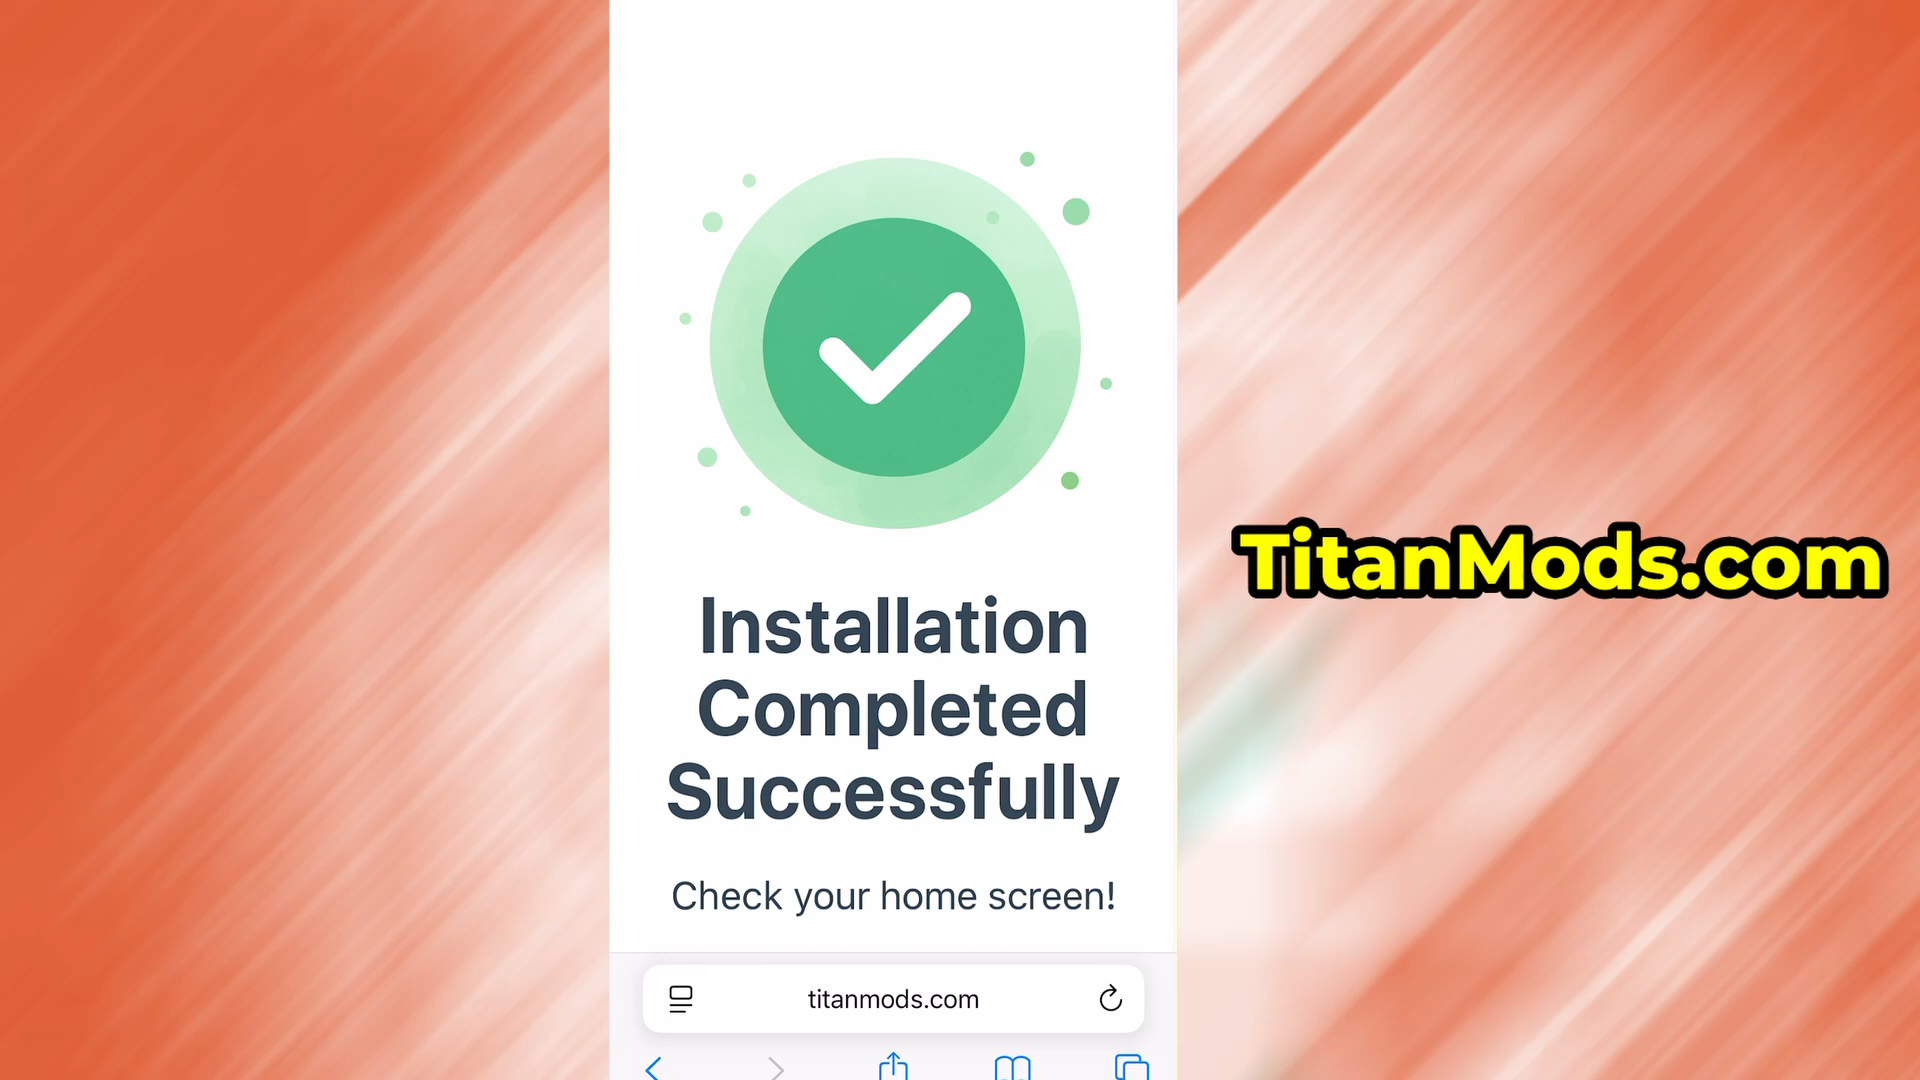 Installation
Completed
Successfully
Check your home screen!
titanmods.com
TitanMods.com